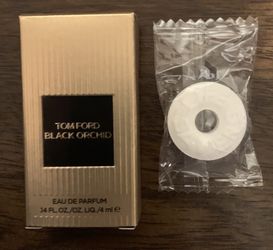 TOM FORD
BLACK ORCHID
EAU DE PARFUM
.14 FL.OZ./OZ. LIQ./4 ml ℮